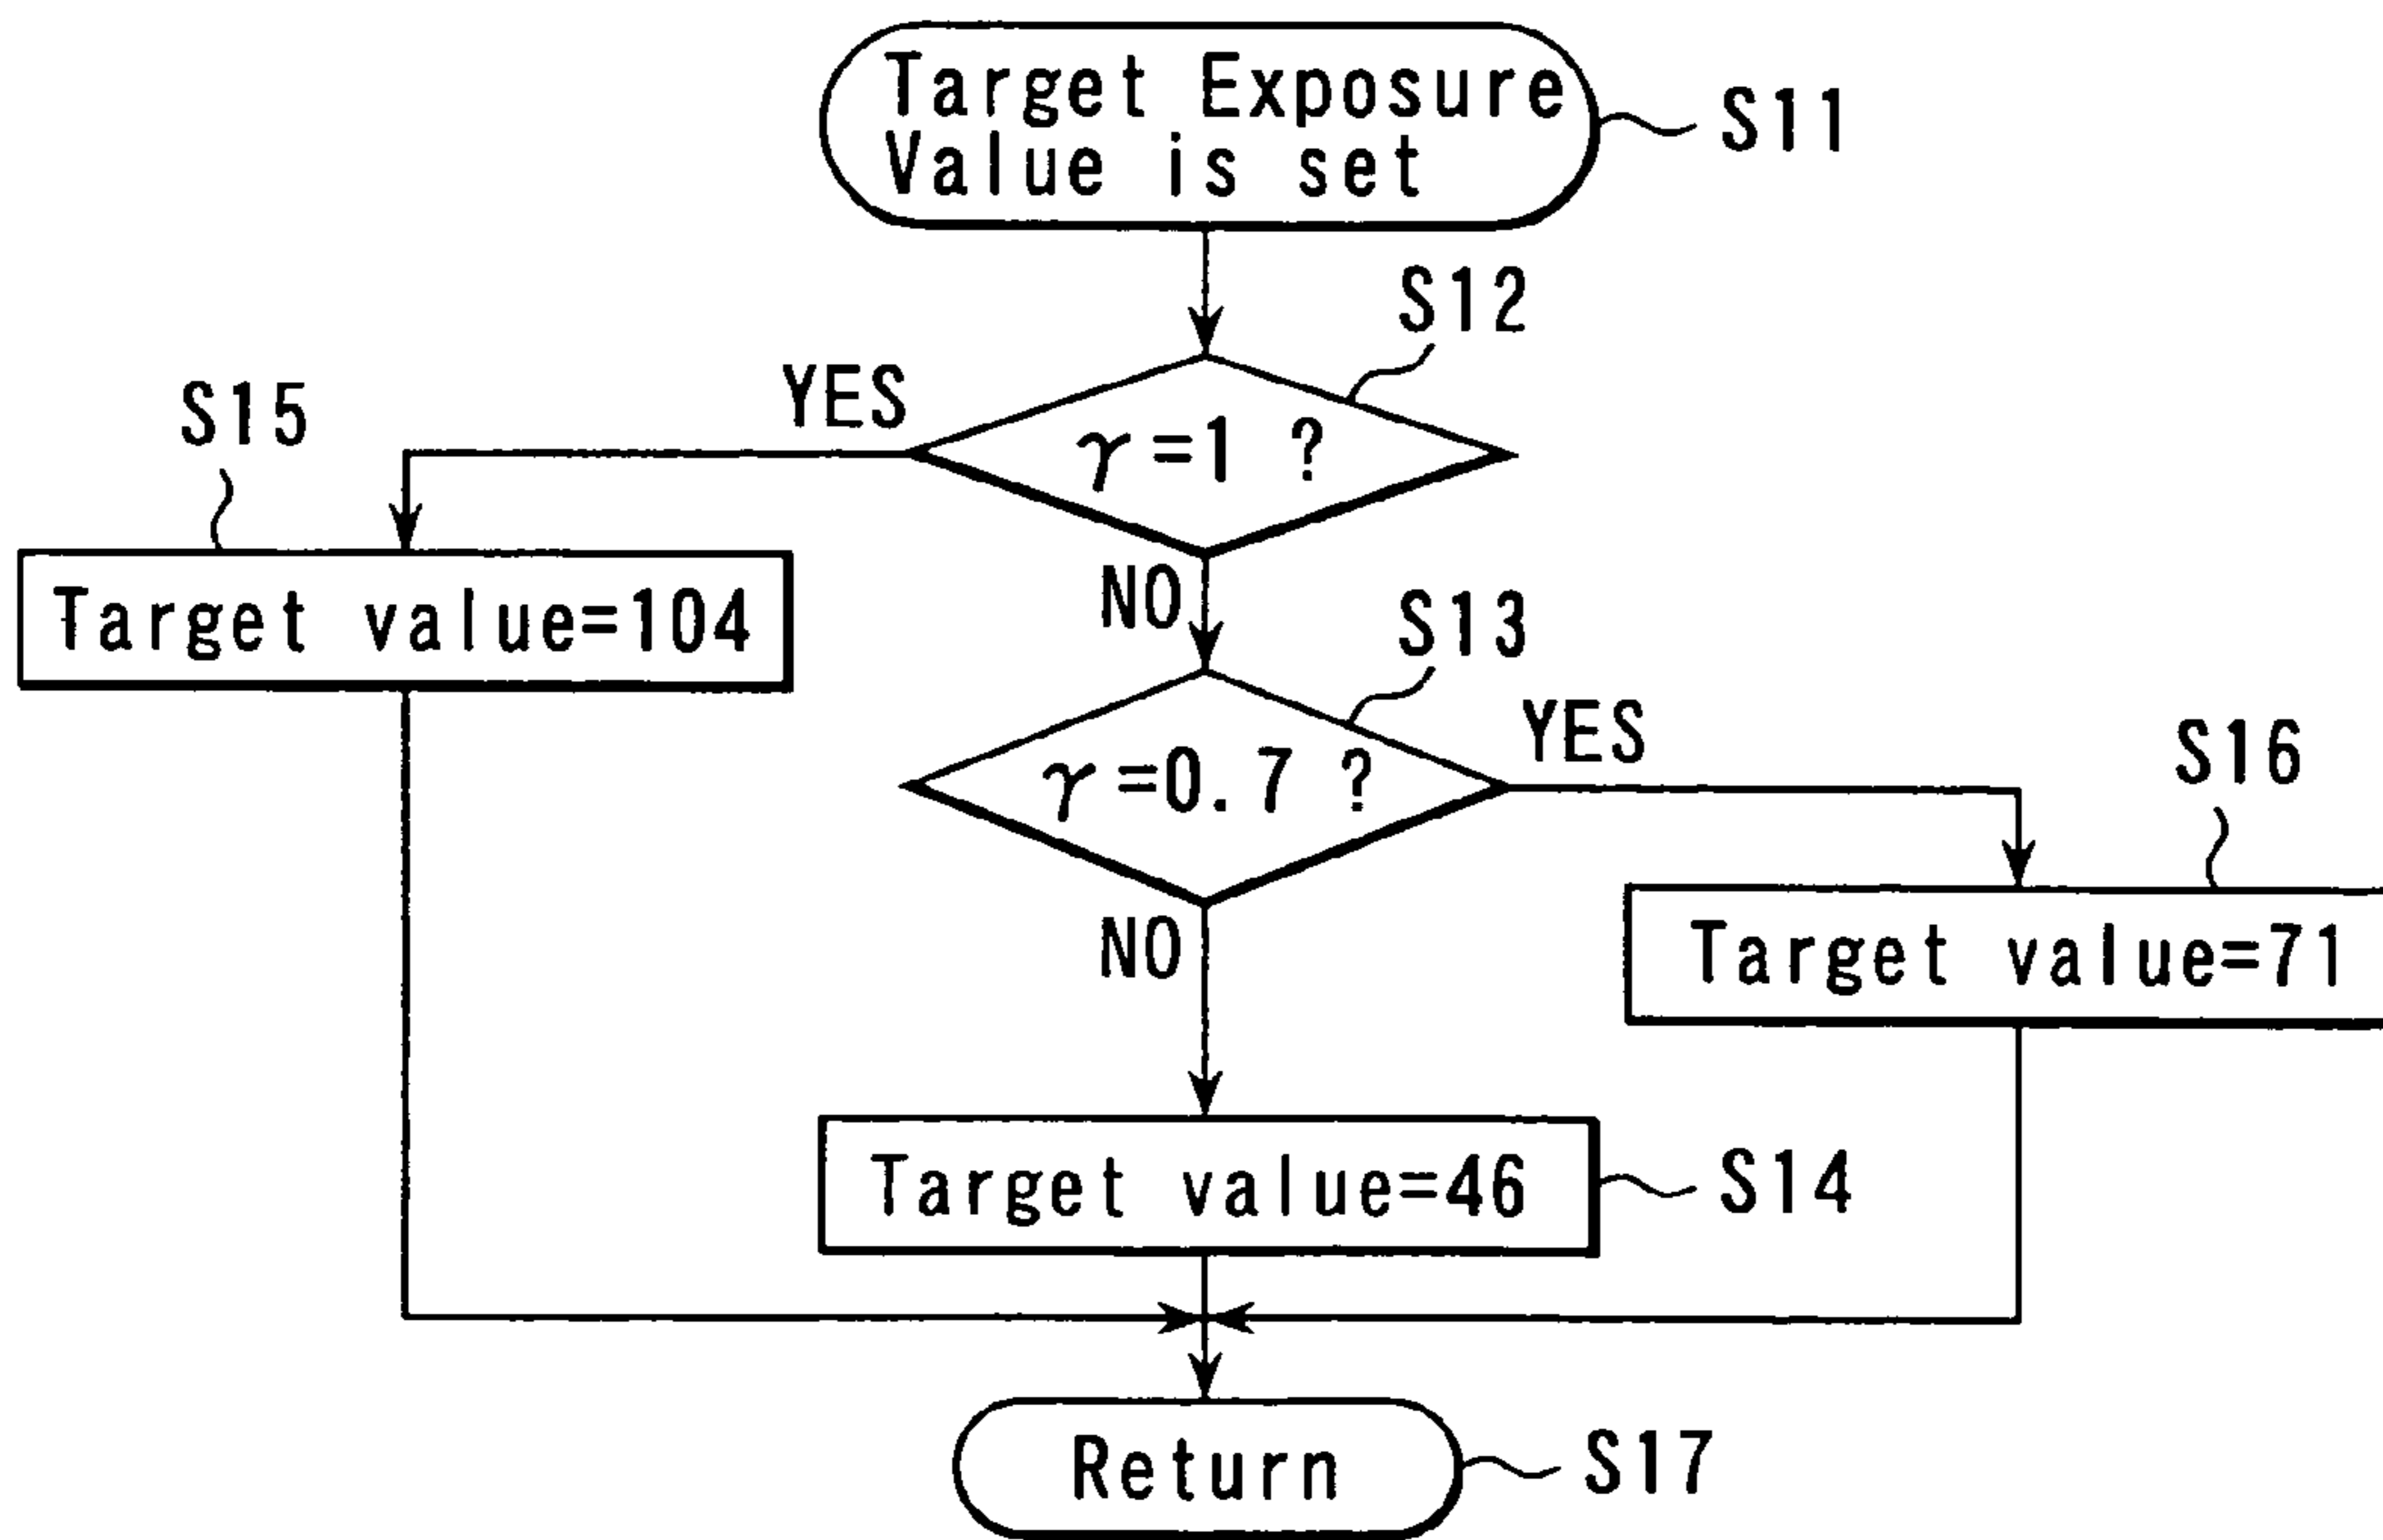 Target Exposure
Value is set
S11
S12
YES
γ=1 ?
S15
NO
Target value=104
S13
YES
γ=0.7 ?
S16
NO
Target value=71
Target value=46
S14
Return
S17